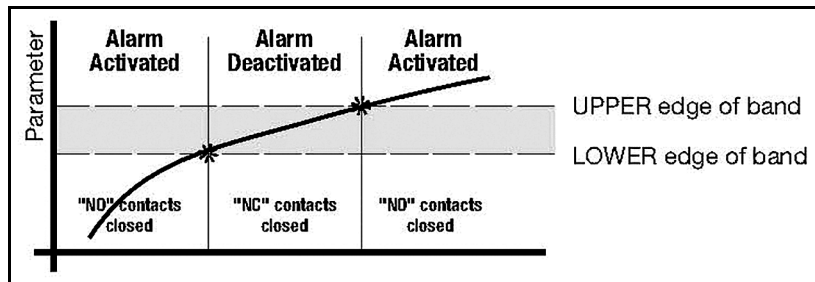 Parameter
Alarm
Activated
Alarm
Deactivated
Alarm
Activated
UPPER edge of band
LOWER edge of band
"NO" contacts
closed
"NC" contacts
closed
"NO" contacts
closed